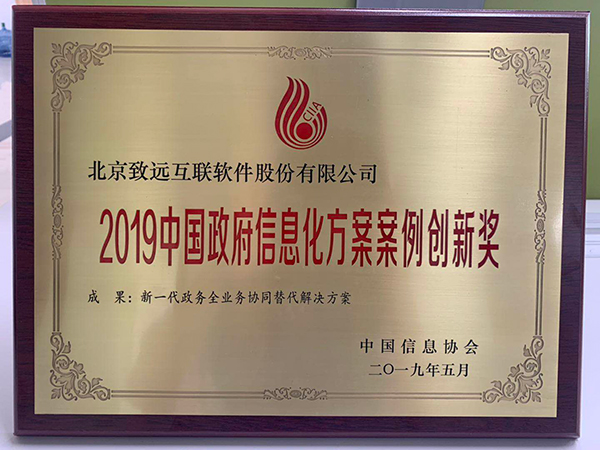 CIIA
北京致远互联软件股份有限公司
2019中国政府信息化方案案例创新奖
成 果：新一代政务全业务协同替代解决方案
中国信息协会
二〇一九年五月